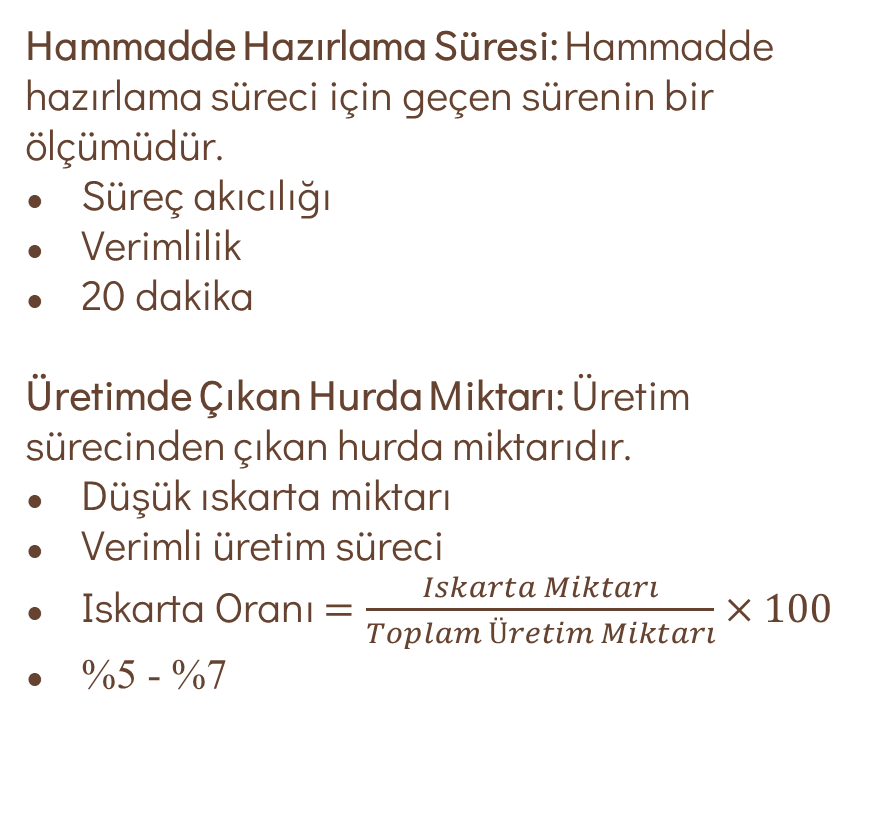 Hammadde Hazırlama Süresi: Hammadde
hazırlama süreci için geçen sürenin bir
ölçümüdür.
• Süreç akıcılığı
• Verimlilik
• 20 dakika
Üretimde Çıkan Hurda Miktarı: Üretim
sürecinden çıkan hurda miktarıdır.
• Düşük ıskarta miktarı
• Verimli üretim süreci
• Iskarta Oranı = Iskarta Miktarı / Toplam Üretim Miktarı × 100
• %5 - %7